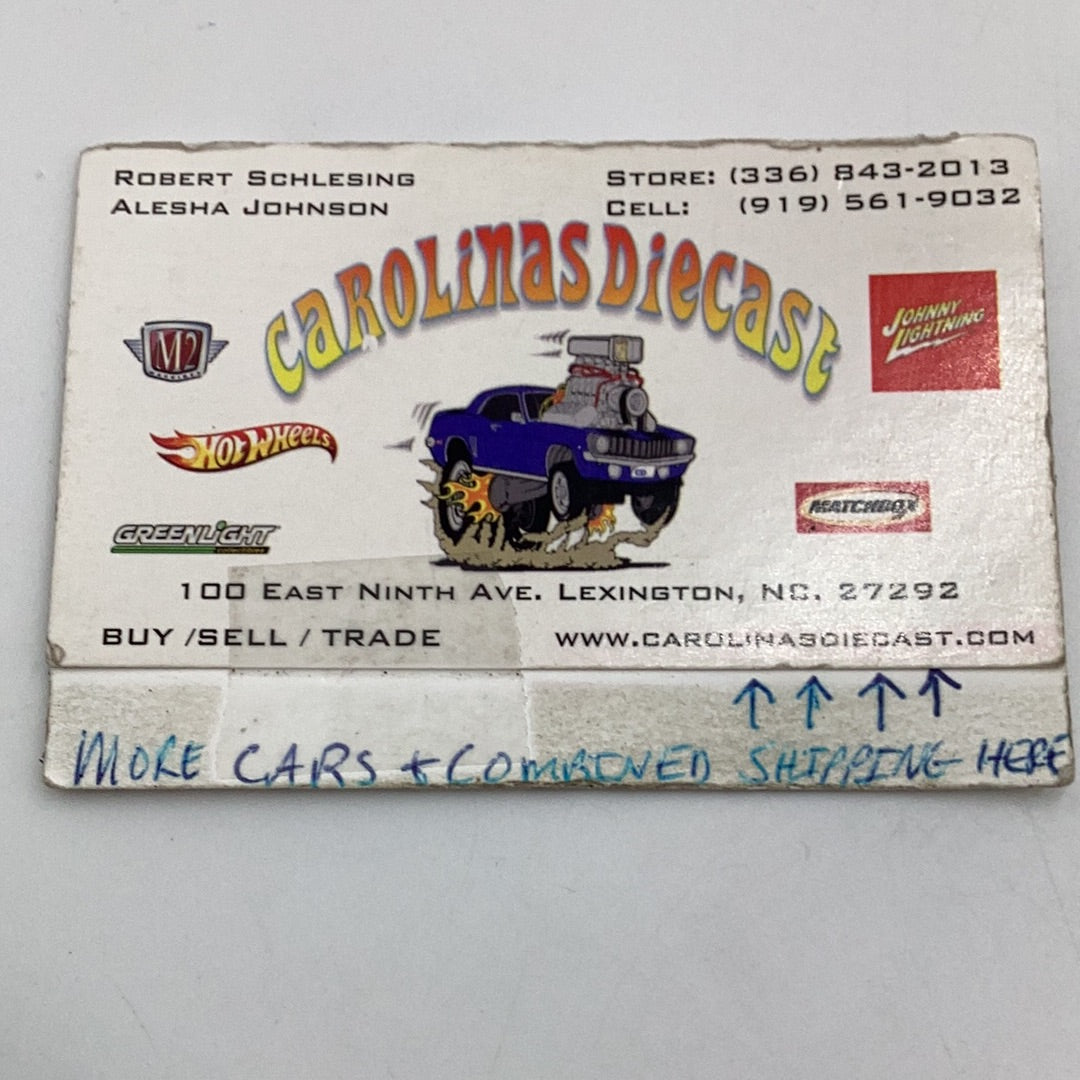 ROBERT SCHLESING
ALESHA JOHNSON
STORE: (336) 843-2013
CELL: (919) 561-9032
CAROLINAS DIECAST
M2
JOHNNY LIGHTNING
HOT WHEELS
MATCHBOX
GREENLIGHT
collectibles
100 EAST NINTH AVE. LEXINGTON, NC. 27292
BUY /SELL / TRADE
WWW.CAROLINASDIECAST.COM
↑ ↑ ↑ ↑
MORE CARS + COMBINED SHIPPING HERE